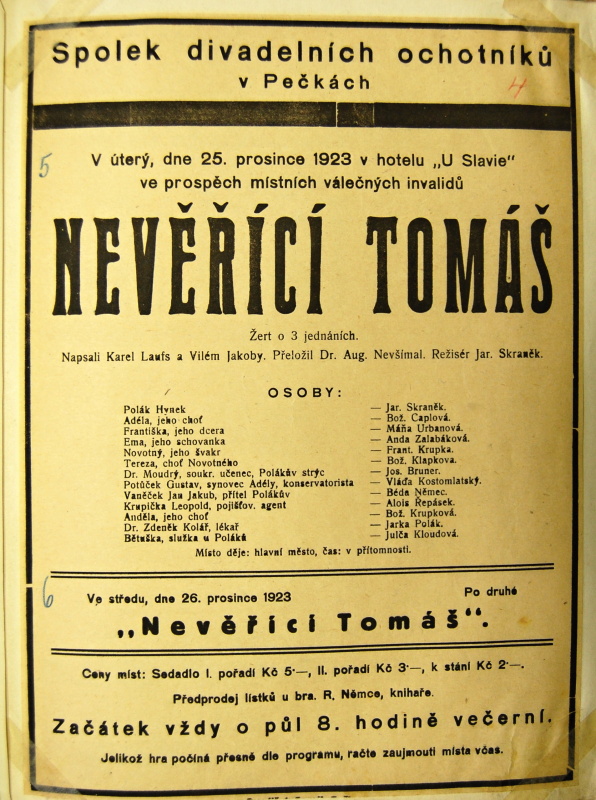 Spolek divadelních ochotníků
v Pečkách
4
5
V úterý, dne 25. prosince 1923 v hotelu „U Slavie"
ve prospěch místních válečných invalidů
NEVĚŘÍCÍ TOMÁŠ
Žert o 3 jednáních.
Napsali Karel Laufs a Vilém Jakoby. Přeložil Dr. Aug. Nevšímal. Režisér Jar. Skraněk.
OSOBY:
Polák Hynek — Jar. Skraněk.
Adéla, jeho choť — Bož. Caplová.
Františka, jeho dcera — Máňa Urbanová.
Ema, jeho schovanka — Anda Zalabáková.
Novotný, jeho švakr — Frant. Krupka.
Tereza, choť Novotného — Bož. Klapkova.
Dr. Moudrý, soukr. učenec, Polákův strýc — Jos. Bruner.
Potůček Gustav, synovec Adély, konservatorista — Vláďa Kostomlatský.
Vaněček Jan Jakub, přítel Polákův — Béda Němec.
Krupička Leopold, pojišťov. agent — Alois Řepásek.
Anděla, jeho choť — Bož. Krupková.
Dr. Zdeněk Kolář, lékař — Jarka Polák.
Bětuška, služka u Poláků — Julča Kloudová.
Místo děje: hlavní město, čas: v přítomnosti.
6
Ve středu, dne 26. prosince 1923 Po druhé
„Nevěřící Tomáš".
Ceny míst: Sedadlo I. pořadí Kč 5·—, II. pořadí Kč 3·—, k stání Kč 2·—.
Předprodej lístků u bra. R. Němce, knihaře.
Začátek vždy o půl 8. hodině večerní.
Jelikož hra počíná přesně dle programu, račte zaujmouti místa včas.